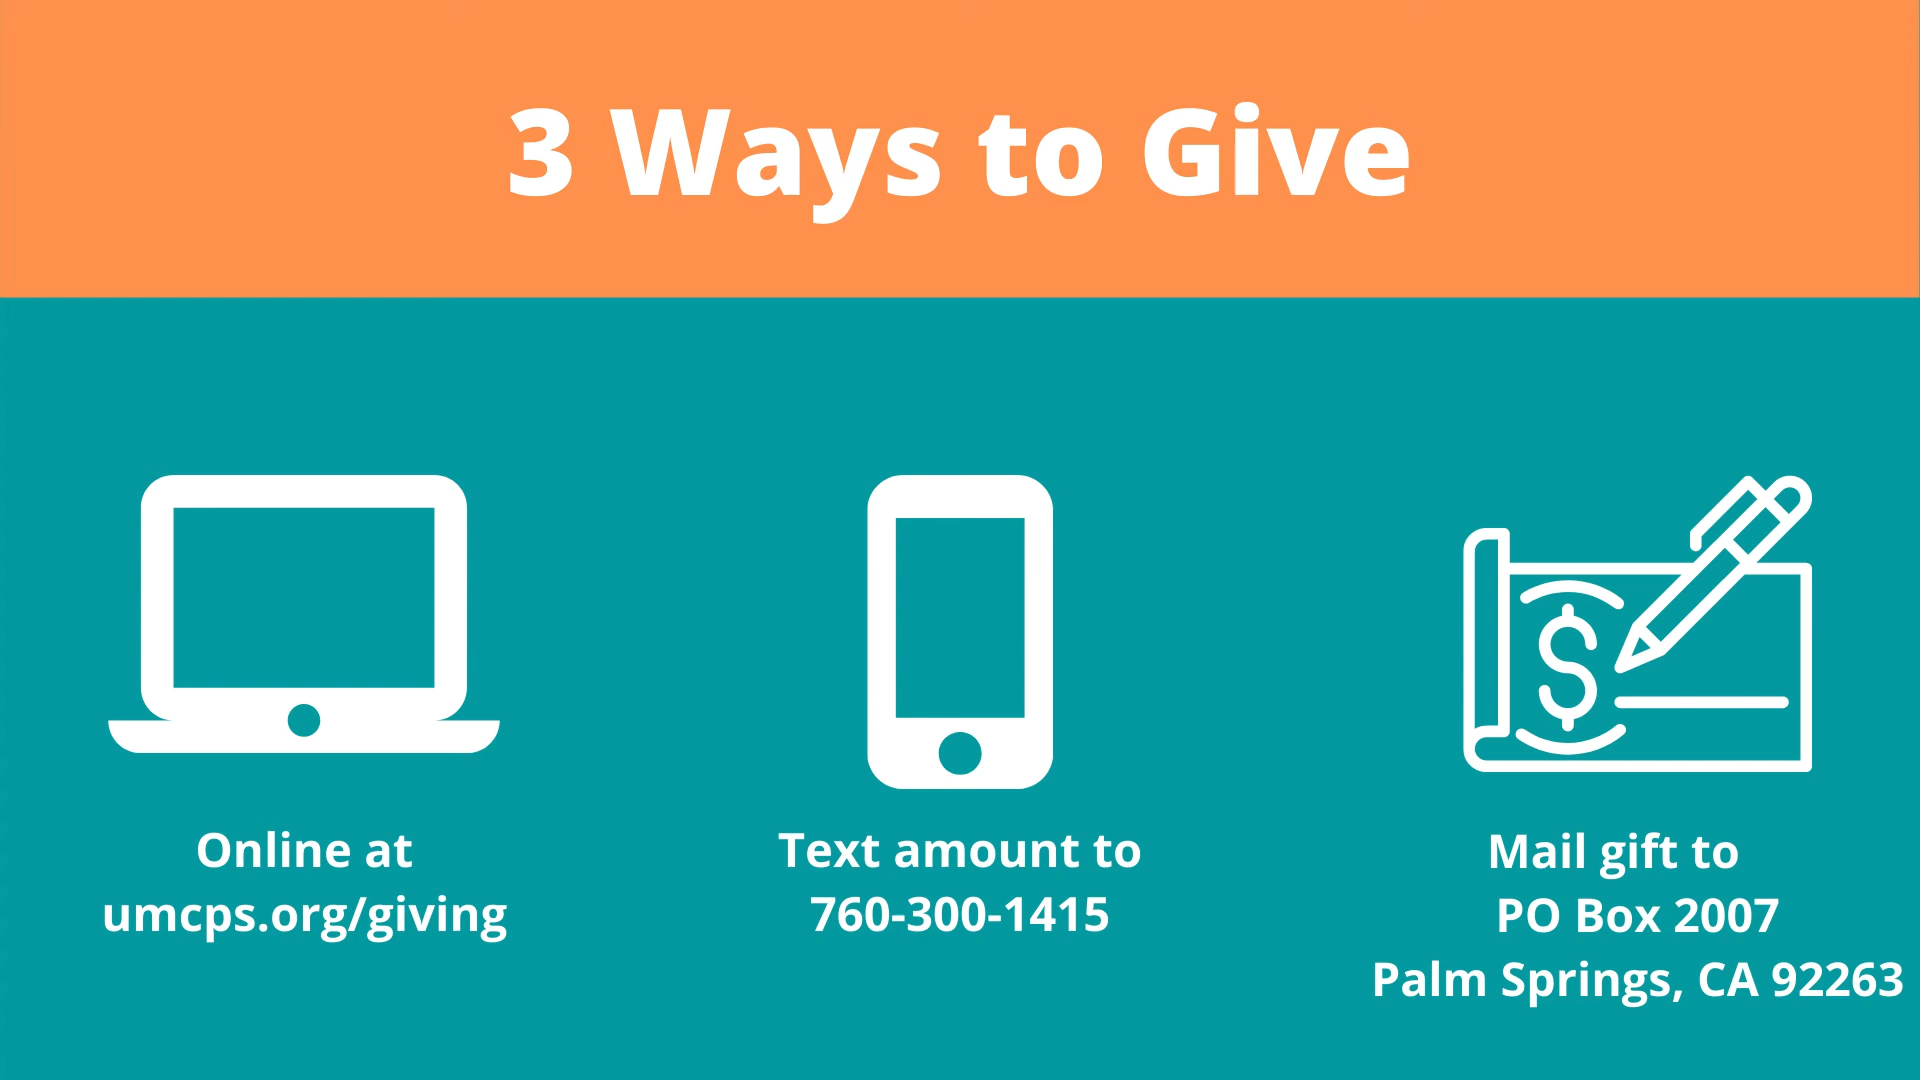 3 Ways to Give
Online at
umcps.org/giving
Text amount to
760-300-1415
Mail gift to
PO Box 2007
Palm Springs, CA 92263